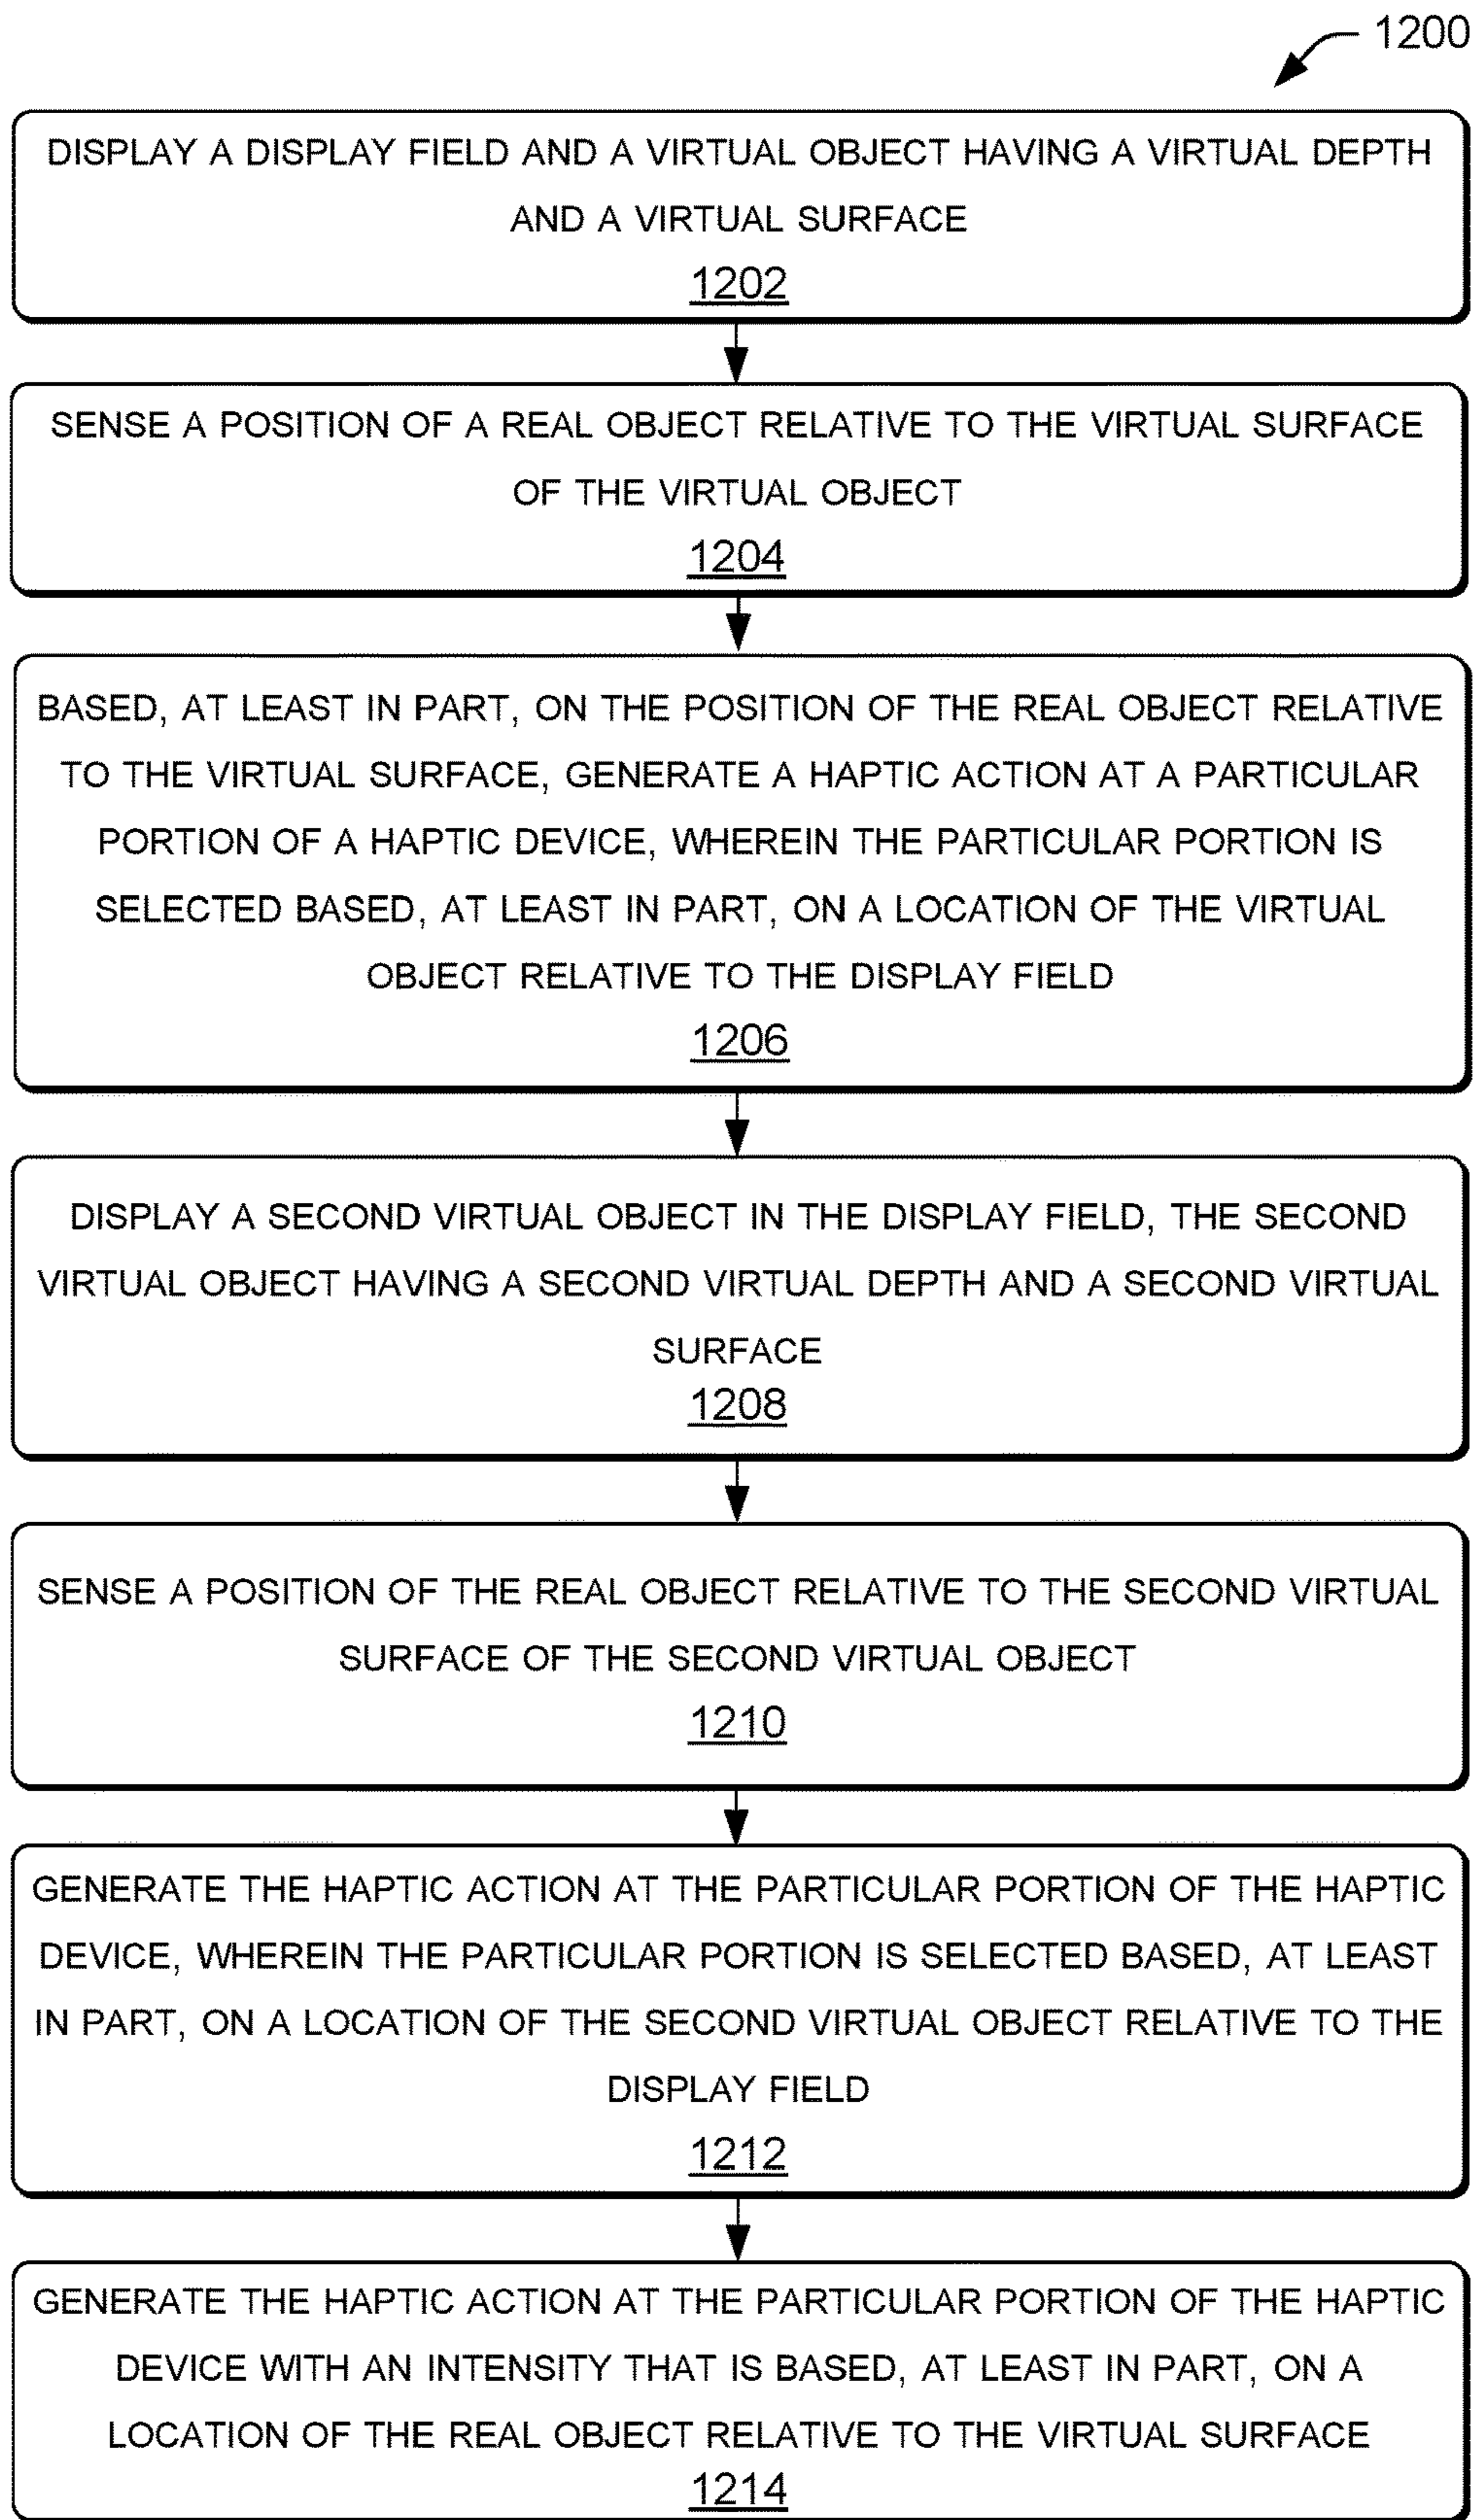 1200
DISPLAY A DISPLAY FIELD AND A VIRTUAL OBJECT HAVING A VIRTUAL DEPTH
AND A VIRTUAL SURFACE
1202
SENSE A POSITION OF A REAL OBJECT RELATIVE TO THE VIRTUAL SURFACE
OF THE VIRTUAL OBJECT
1204
BASED, AT LEAST IN PART, ON THE POSITION OF THE REAL OBJECT RELATIVE
TO THE VIRTUAL SURFACE, GENERATE A HAPTIC ACTION AT A PARTICULAR
PORTION OF A HAPTIC DEVICE, WHEREIN THE PARTICULAR PORTION IS
SELECTED BASED, AT LEAST IN PART, ON A LOCATION OF THE VIRTUAL
OBJECT RELATIVE TO THE DISPLAY FIELD
1206
DISPLAY A SECOND VIRTUAL OBJECT IN THE DISPLAY FIELD, THE SECOND
VIRTUAL OBJECT HAVING A SECOND VIRTUAL DEPTH AND A SECOND VIRTUAL
SURFACE
1208
SENSE A POSITION OF THE REAL OBJECT RELATIVE TO THE SECOND VIRTUAL
SURFACE OF THE SECOND VIRTUAL OBJECT
1210
GENERATE THE HAPTIC ACTION AT THE PARTICULAR PORTION OF THE HAPTIC
DEVICE, WHEREIN THE PARTICULAR PORTION IS SELECTED BASED, AT LEAST
IN PART, ON A LOCATION OF THE SECOND VIRTUAL OBJECT RELATIVE TO THE
DISPLAY FIELD
1212
GENERATE THE HAPTIC ACTION AT THE PARTICULAR PORTION OF THE HAPTIC
DEVICE WITH AN INTENSITY THAT IS BASED, AT LEAST IN PART, ON A
LOCATION OF THE REAL OBJECT RELATIVE TO THE VIRTUAL SURFACE
1214